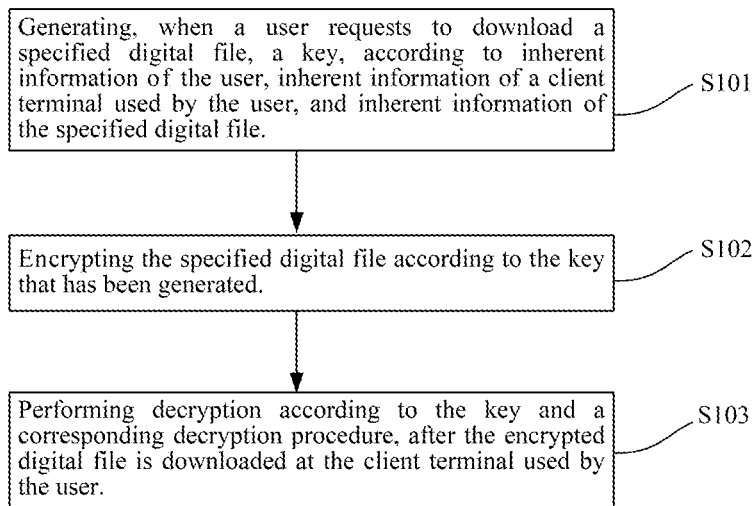 Generating, when a user requests to download a
specified digital file, a key, according to inherent
information of the user, inherent information of a client
terminal used by the user, and inherent information of
the specified digital file.
S101
Encrypting the specified digital file according to the key
that has been generated.
S102
Performing decryption according to the key and a
corresponding decryption procedure, after the encrypted
digital file is downloaded at the client terminal used by
the user.
S103